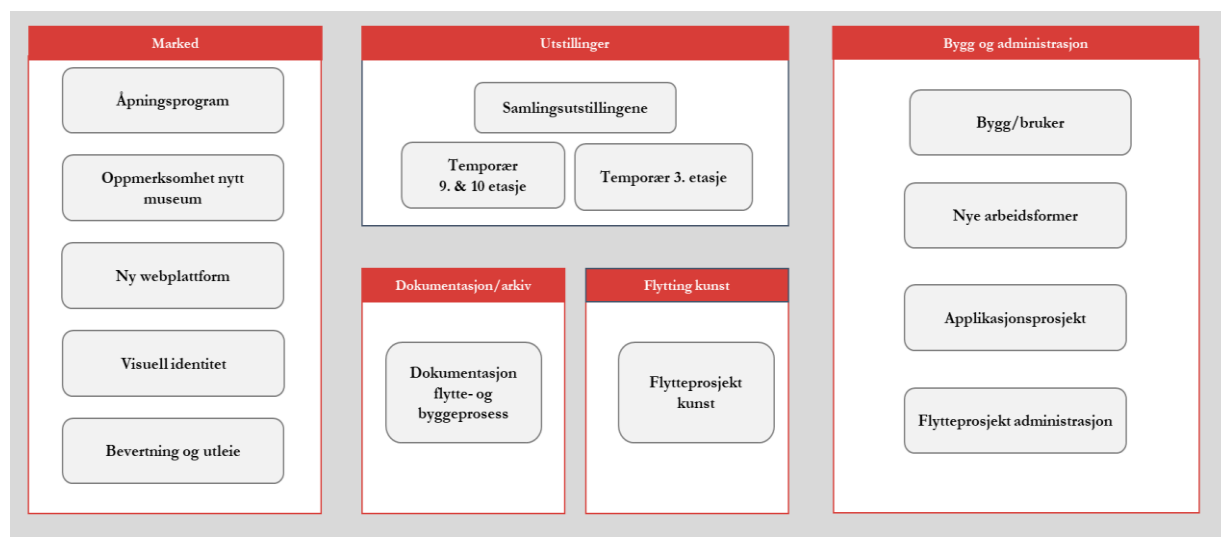 Marked
Åpningsprogram
Oppmerksomhet nytt
museum
Ny webplattform
Visuell identitet
Bevertning og utleie
Utstillinger
Samlingsutstillingene
Temporær
9. & 10 etasje
Temporær 3. etasje
Dokumentasjon/arkiv
Dokumentasjon
flytte- og
byggeprosess
Flytting kunst
Flytteprosjekt
kunst
Bygg og administrasjon
Bygg/bruker
Nye arbeidsformer
Applikasjonsprosjekt
Flytteprosjekt administrasjon